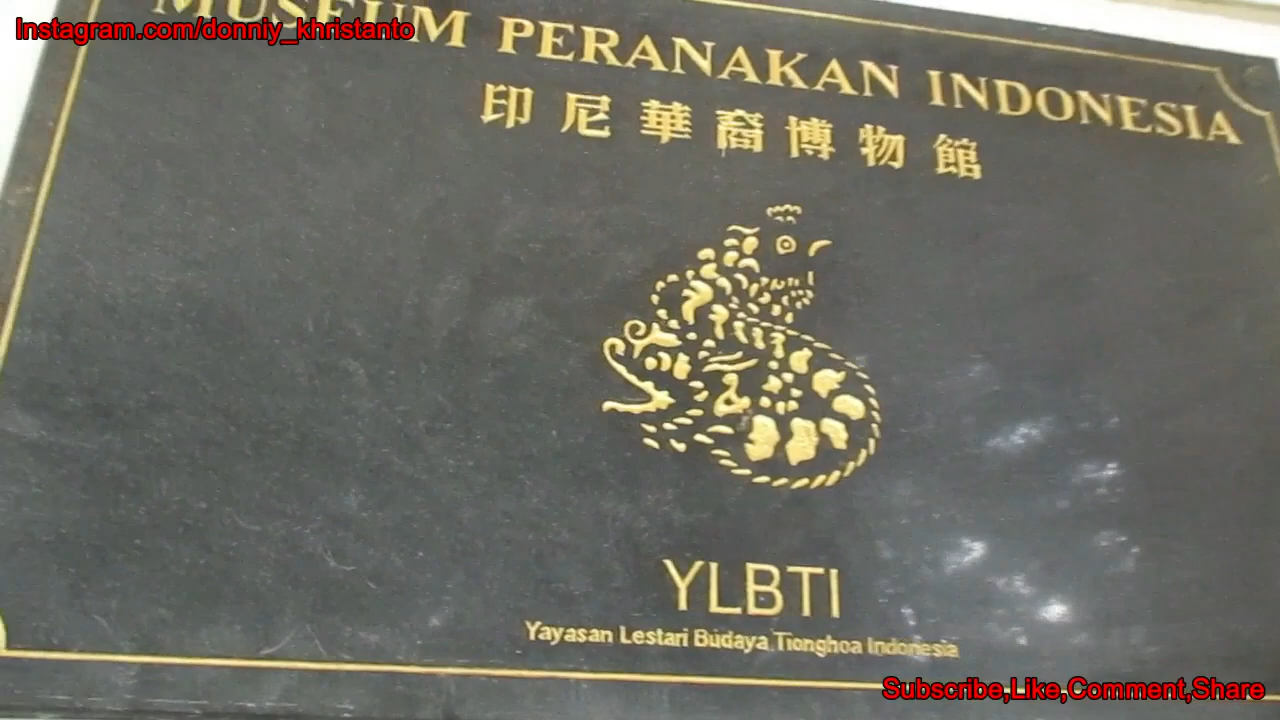 Instagram.com/donniy_khristanto
MUSEUM PERANAKAN INDONESIA
印尼華裔博物館
YLBTI
Yayasan Lestari Budaya Tionghoa Indonesia
Subscribe,Like,Comment,Share